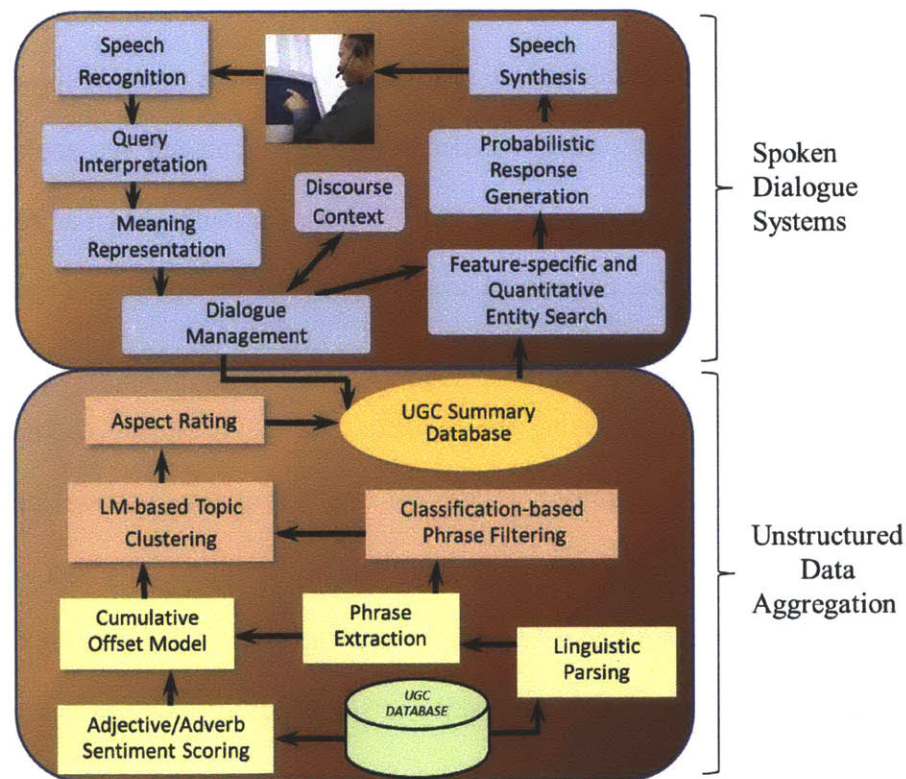 Speech
Recognition
Speech
Synthesis
Query
Interpretation
Probabilistic
Response
Generation
Discourse
Context
Meaning
Representation
Feature-specific and
Quantitative
Entity Search
Dialogue
Management
Spoken
Dialogue
Systems
Aspect Rating
UGC Summary
Database
LM-based Topic
Clustering
Classification-based
Phrase Filtering
Cumulative
Offset Model
Phrase
Extraction
Linguistic
Parsing
Adjective/Adverb
Sentiment Scoring
UGC
DATABASE
Unstructured
Data
Aggregation